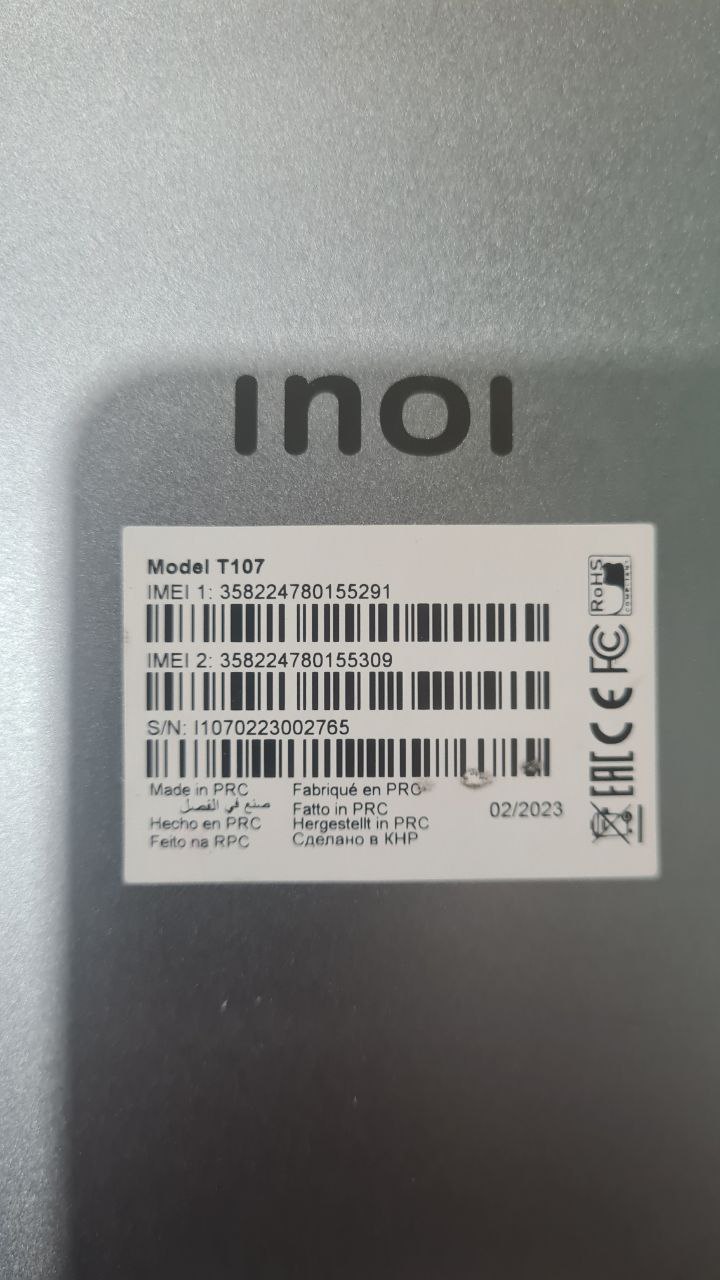 inoi
Model T107
IMEI 1: 358224780155291
IMEI 2: 358224780155309
S/N: I1070223002765
Made in PRC
Fabriqué en PRC
صنع في الفصل
Fatto in PRC
02/2023
Hecho en PRC
Hergestellt in PRC
Feito na RPC
Сделано в КНР
RoHS
COMPLIANT
FC
CE
EAC